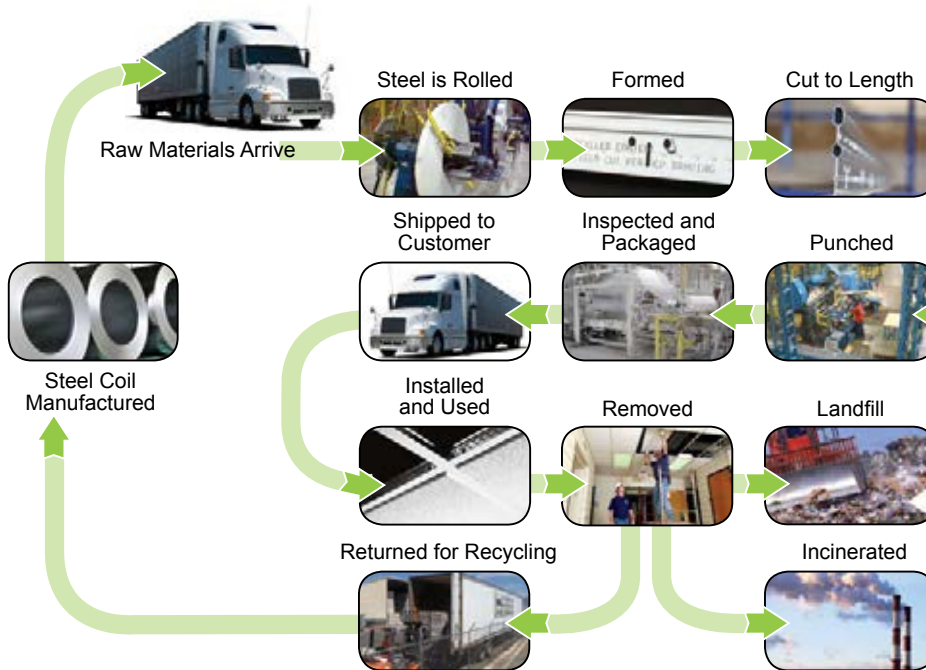 Steel is Rolled
Formed
Cut to Length
Raw Materials Arrive
Shipped to
Customer
Inspected and
Packaged
Punched
Steel Coil
Manufactured
Installed
and Used
Removed
Landfill
Returned for Recycling
Incinerated